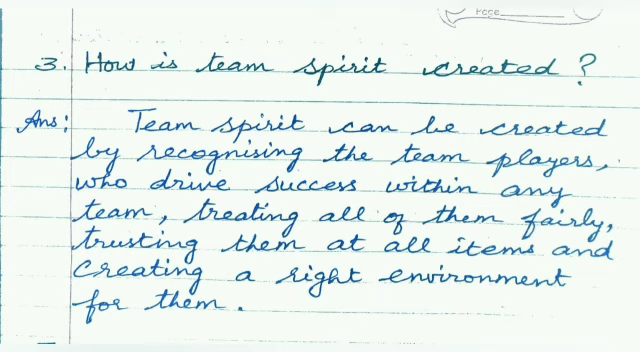 Page
3. How is team spirit created ?
Ans: Team spirit can be created
by recognising the team players,
who drive success within any
team, treating all of them fairly,
trusting them at all items and
creating a right environment
for them.